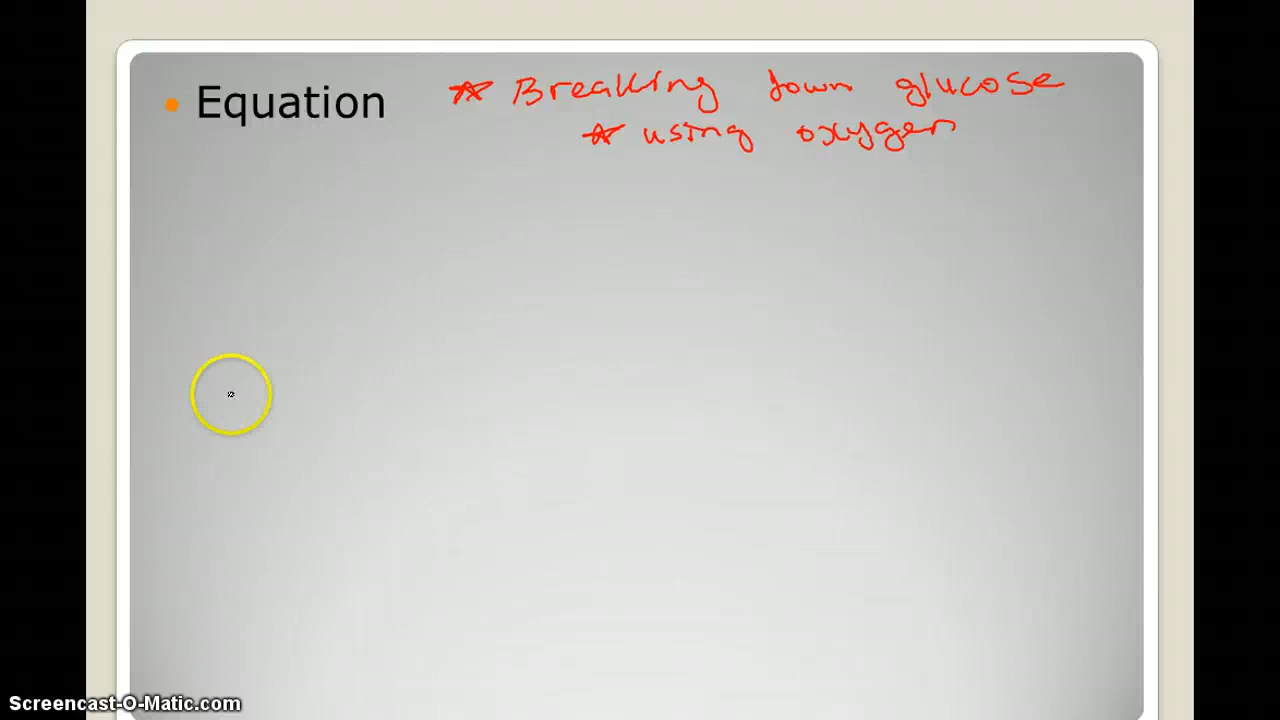 • Equation ☆ Breaking down glucose
☆ using oxygen
Screencast-O-Matic.com